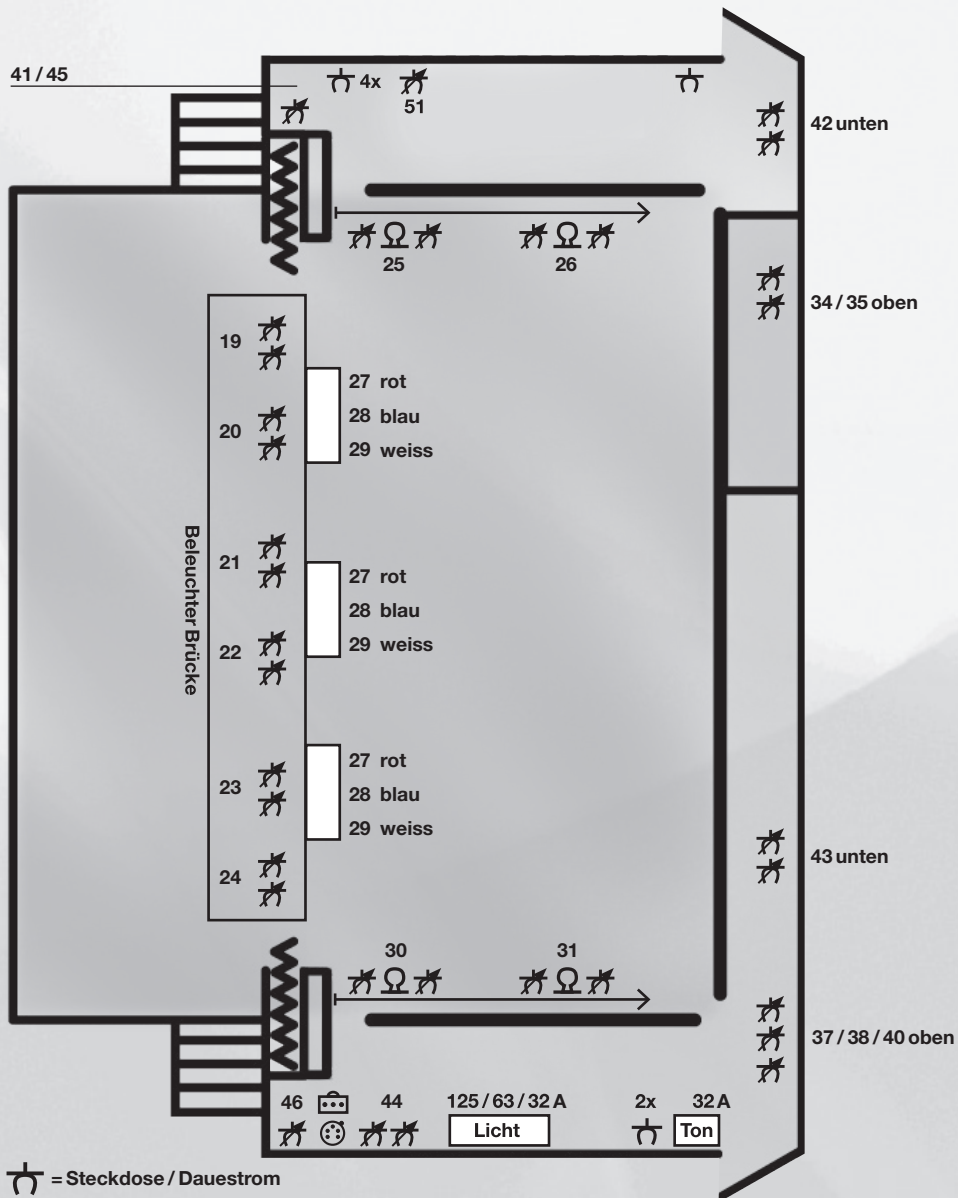 41 / 45
4x
51
42 unten
25
26
34 / 35 oben
19
27 rot
28 blau
29 weiss
20
Beleuchter Brücke
21
27 rot
28 blau
29 weiss
22
23
27 rot
28 blau
29 weiss
24
43 unten
30
31
37 / 38 / 40 oben
46
44
125 / 63 / 32 A
2x
32 A
Licht
Ton
= Steckdose / Dauestrom